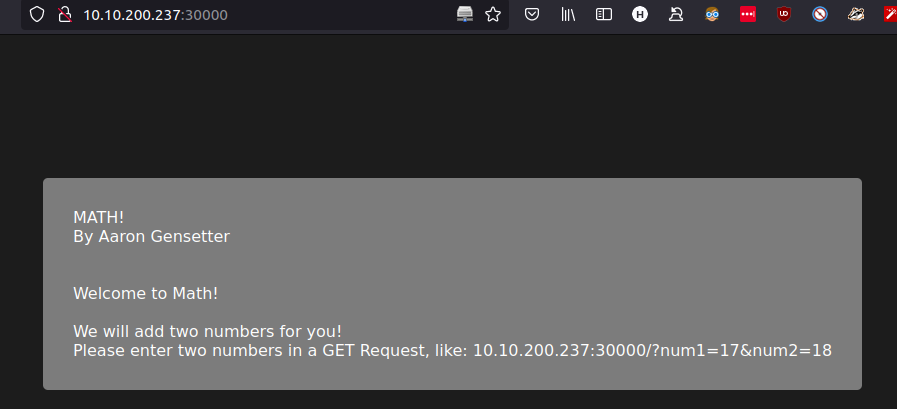 10.10.200.237:30000
MATH!
By Aaron Gensetter
Welcome to Math!
We will add two numbers for you!
Please enter two numbers in a GET Request, like: 10.10.200.237:30000/?num1=17&num2=18